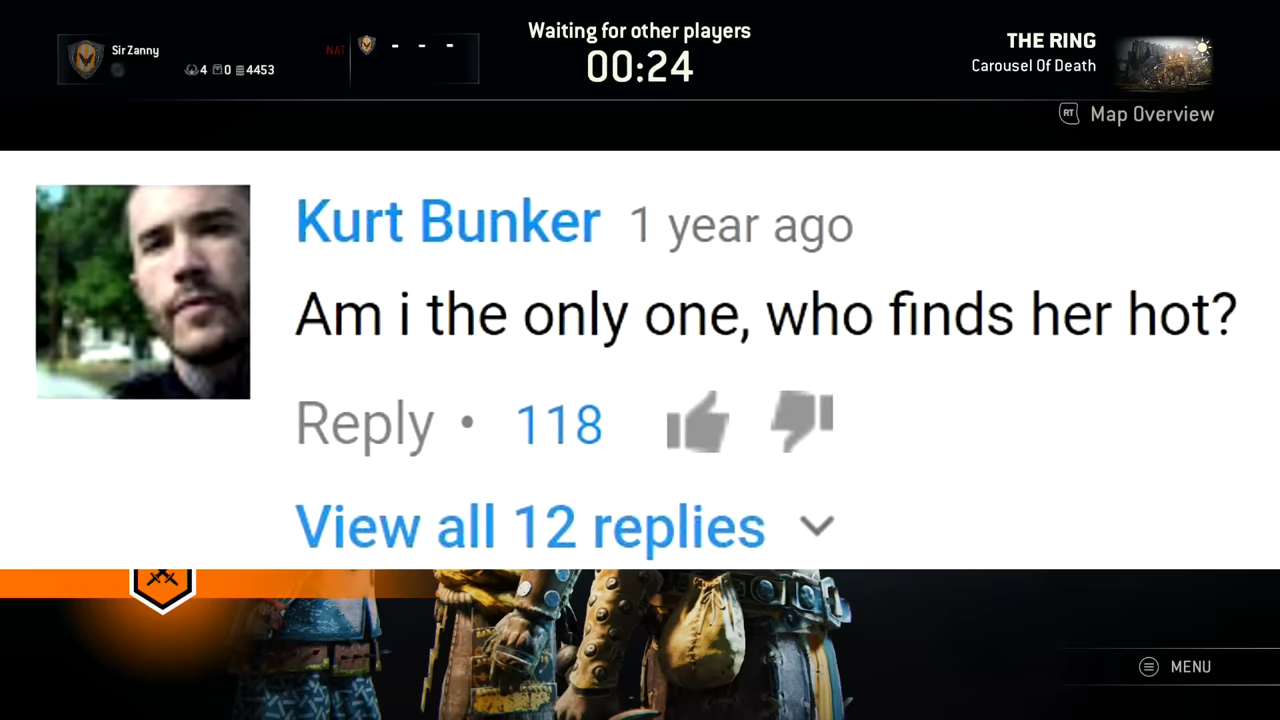 Waiting for other players
00:24
Sir Zanny
4 0 4453
NAT
- - -
THE RING
Carousel Of Death
RT Map Overview
Kurt Bunker 1 year ago
Am i the only one, who finds her hot?
Reply • 118
View all 12 replies
MENU